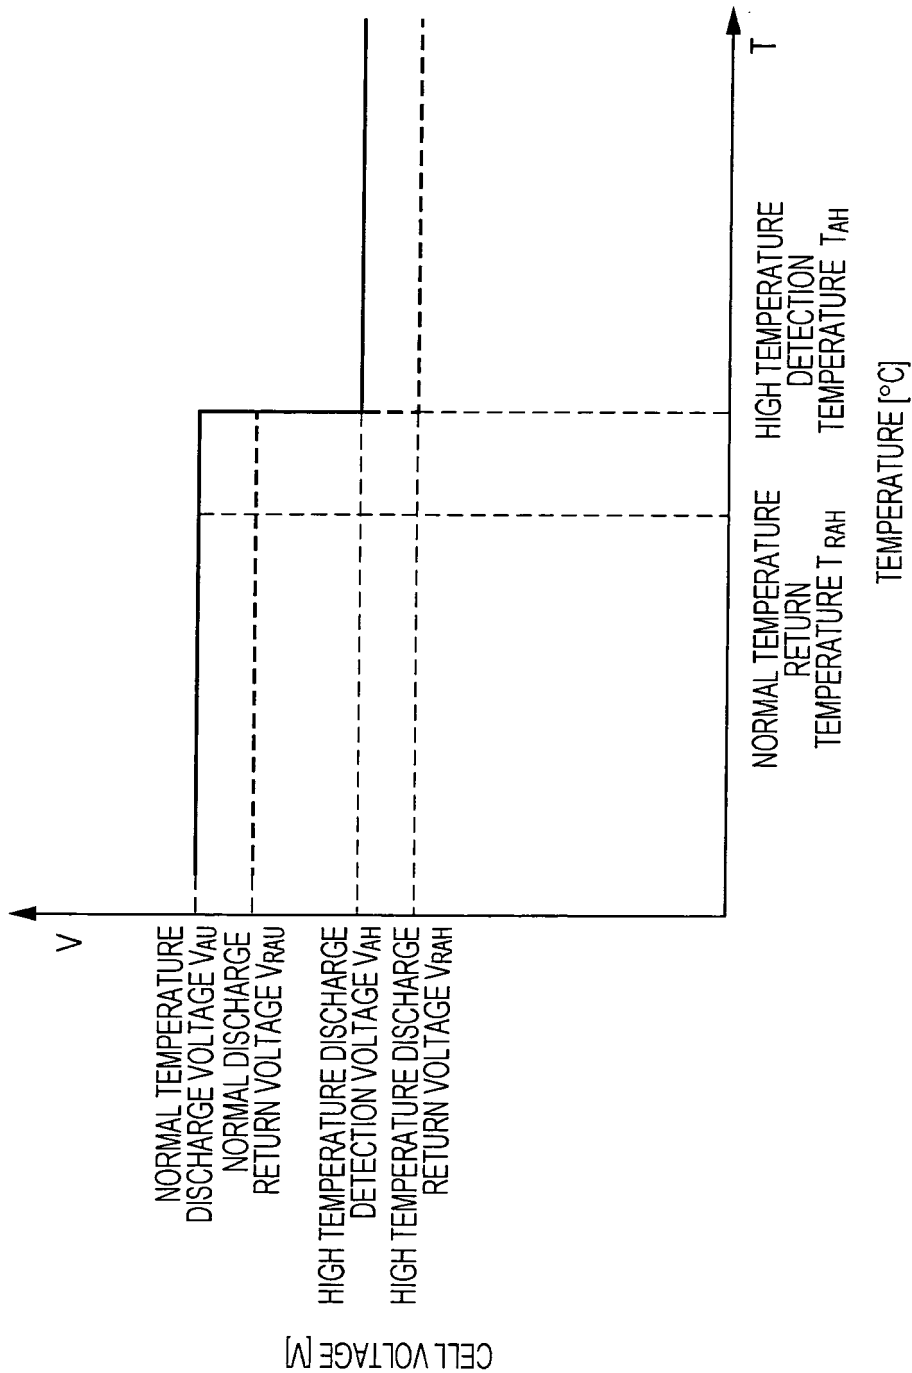 CELL VOLTAGE [V]
V
NORMAL TEMPERATURE
DISCHARGE VOLTAGE VAU
NORMAL DISCHARGE
RETURN VOLTAGE VRAU
HIGH TEMPERATURE DISCHARGE
DETECTION VOLTAGE VAH
HIGH TEMPERATURE DISCHARGE
RETURN VOLTAGE VRAH
NORMAL TEMPERATURE
RETURN
TEMPERATURE T RAH
HIGH TEMPERATURE
DETECTION
TEMPERATURE TAH
T
TEMPERATURE [°C]